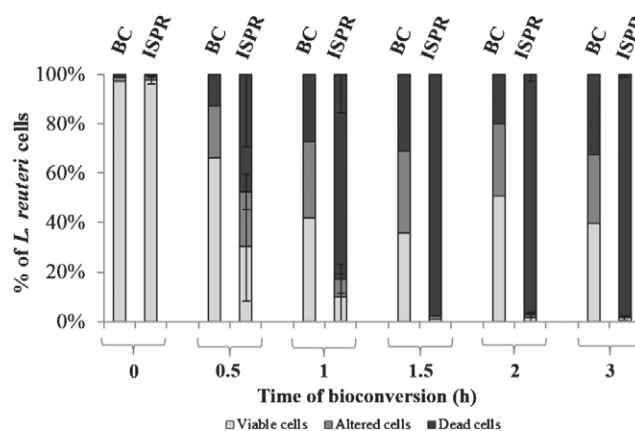 BC ISPR BC ISPR BC ISPR BC ISPR BC ISPR BC ISPR
100%
80%
60%
40%
20%
0%
% of L. reuteri cells
0 0.5 1 1.5 2 3
Time of bioconversion (h)
Viable cells Altered cells Dead cells